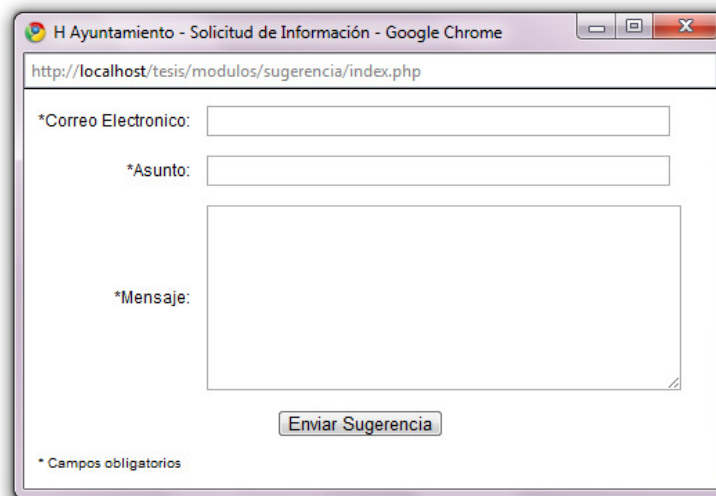 H Ayuntamiento - Solicitud de Información - Google Chrome
http://localhost/tesis/modulos/sugerencia/index.php
*Correo Electronico:
*Asunto:
*Mensaje:
Enviar Sugerencia
* Campos obligatorios